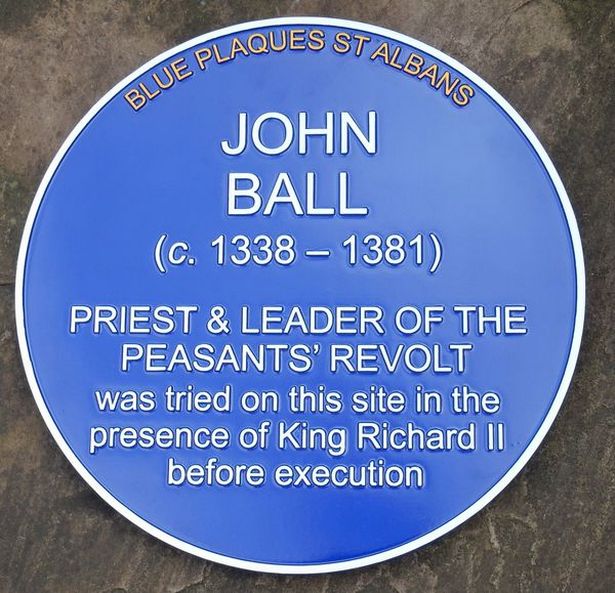 BLUE PLAQUES ST ALBANS
JOHN
BALL
(c. 1338 – 1381)
PRIEST & LEADER OF THE
PEASANTS’ REVOLT
was tried on this site in the
presence of King Richard II
before execution